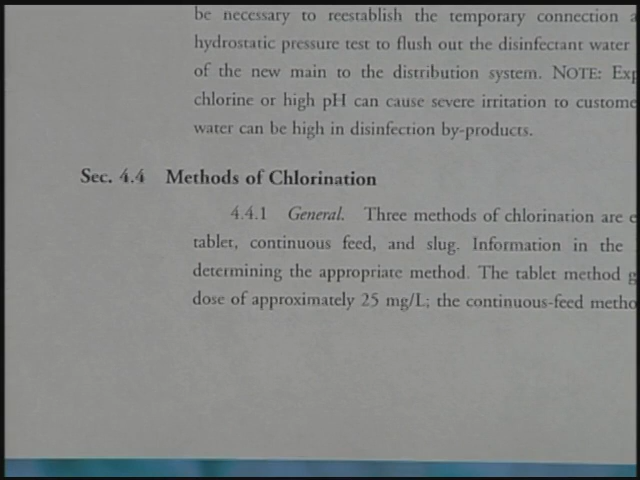 be necessary to reestablish the temporary connection
hydrostatic pressure test to flush out the disinfectant water
of the new main to the distribution system. NOTE:
chlorine or high pH can cause severe irritation to
water can be high in disinfection by-products.
Sec. 4.4 Methods of Chlorination
4.4.1 General. Three methods of chlorination are
tablet, continuous feed, and slug. Information in the
determining the appropriate method. The tablet method
dose of approximately 25 mg/L; the continuous-feed